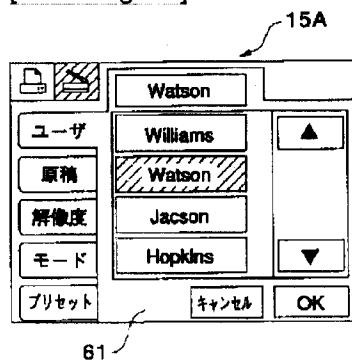 15A
Watson
ユーザ
原稿
解像度
モード
プリセット
Williams
Watson
Jacson
Hopkins
▲
▼
キャンセル
OK
61